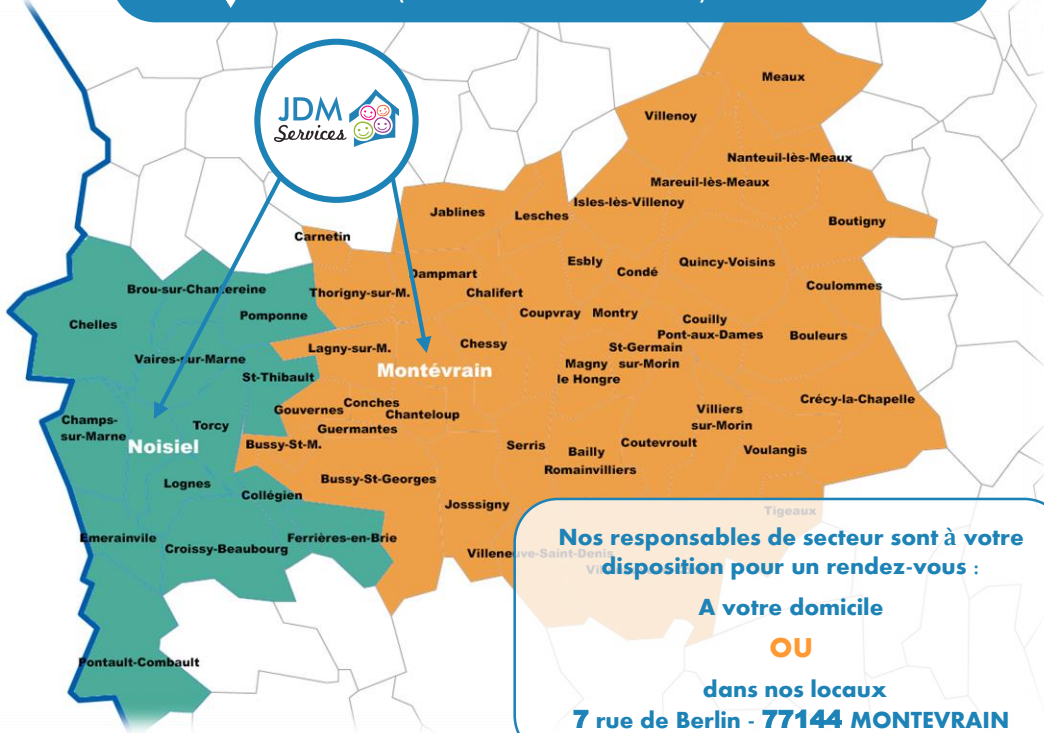 JDM
Services
Meaux
Villenoy
Nanteuil-lès-Meaux
Mareuil-lès-Meaux
Isles-lès-Villenoy
Jablines
Lesches
Boutigny
Carnetin
Esbly
Condé
Quincy-Voisins
Dampmart
Coulommes
Brou-sur-Chantereine
Thorigny-sur-M.
Chalifert
Pomponne
Coupvray
Montry
Chelles
Couilly
Pont-aux-Dames
Bouleurs
Lagny-sur-M.
Chessy
St-Germain
sur-Morin
Vaires-sur-Marne
Montévrain
Magny
le Hongre
St-Thibault
Crécy-la-Chapelle
Gouvernes
Conches
Chanteloup
Villiers
sur-Morin
Champs-
sur-Marne
Torcy
Guermantes
Noisiel
Bussy-St-M.
Serris
Bailly
Romainvilliers
Coutevroult
Voulangis
Lognes
Bussy-St-Georges
Collégien
Josssigny
Tigeaux
Emerainvile
Croissy-Beaubourg
Ferrières-en-Brie
Villeneuve-Saint-Denis
Pontault-Combault
Nos responsables de secteur sont à votre
disposition pour un rendez-vous :
A votre domicile
OU
dans nos locaux
7 rue de Berlin - 77144 MONTEVRAIN